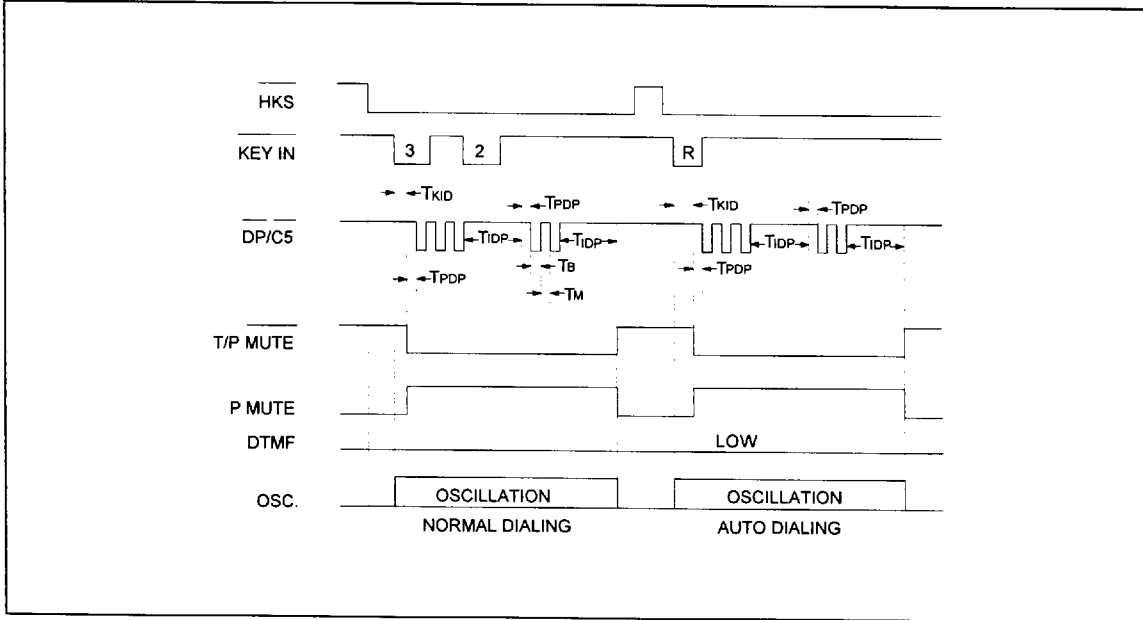 HKS
KEY IN
3
2
R
TKID
TPDP
TKID
TPDP
DP/C5
TIDP
TIDP
TIDP
TIDP
TPDP
TB
TPDP
TM
T/P MUTE
P MUTE
DTMF
LOW
OSC.
OSCILLATION
OSCILLATION
NORMAL DIALING
AUTO DIALING